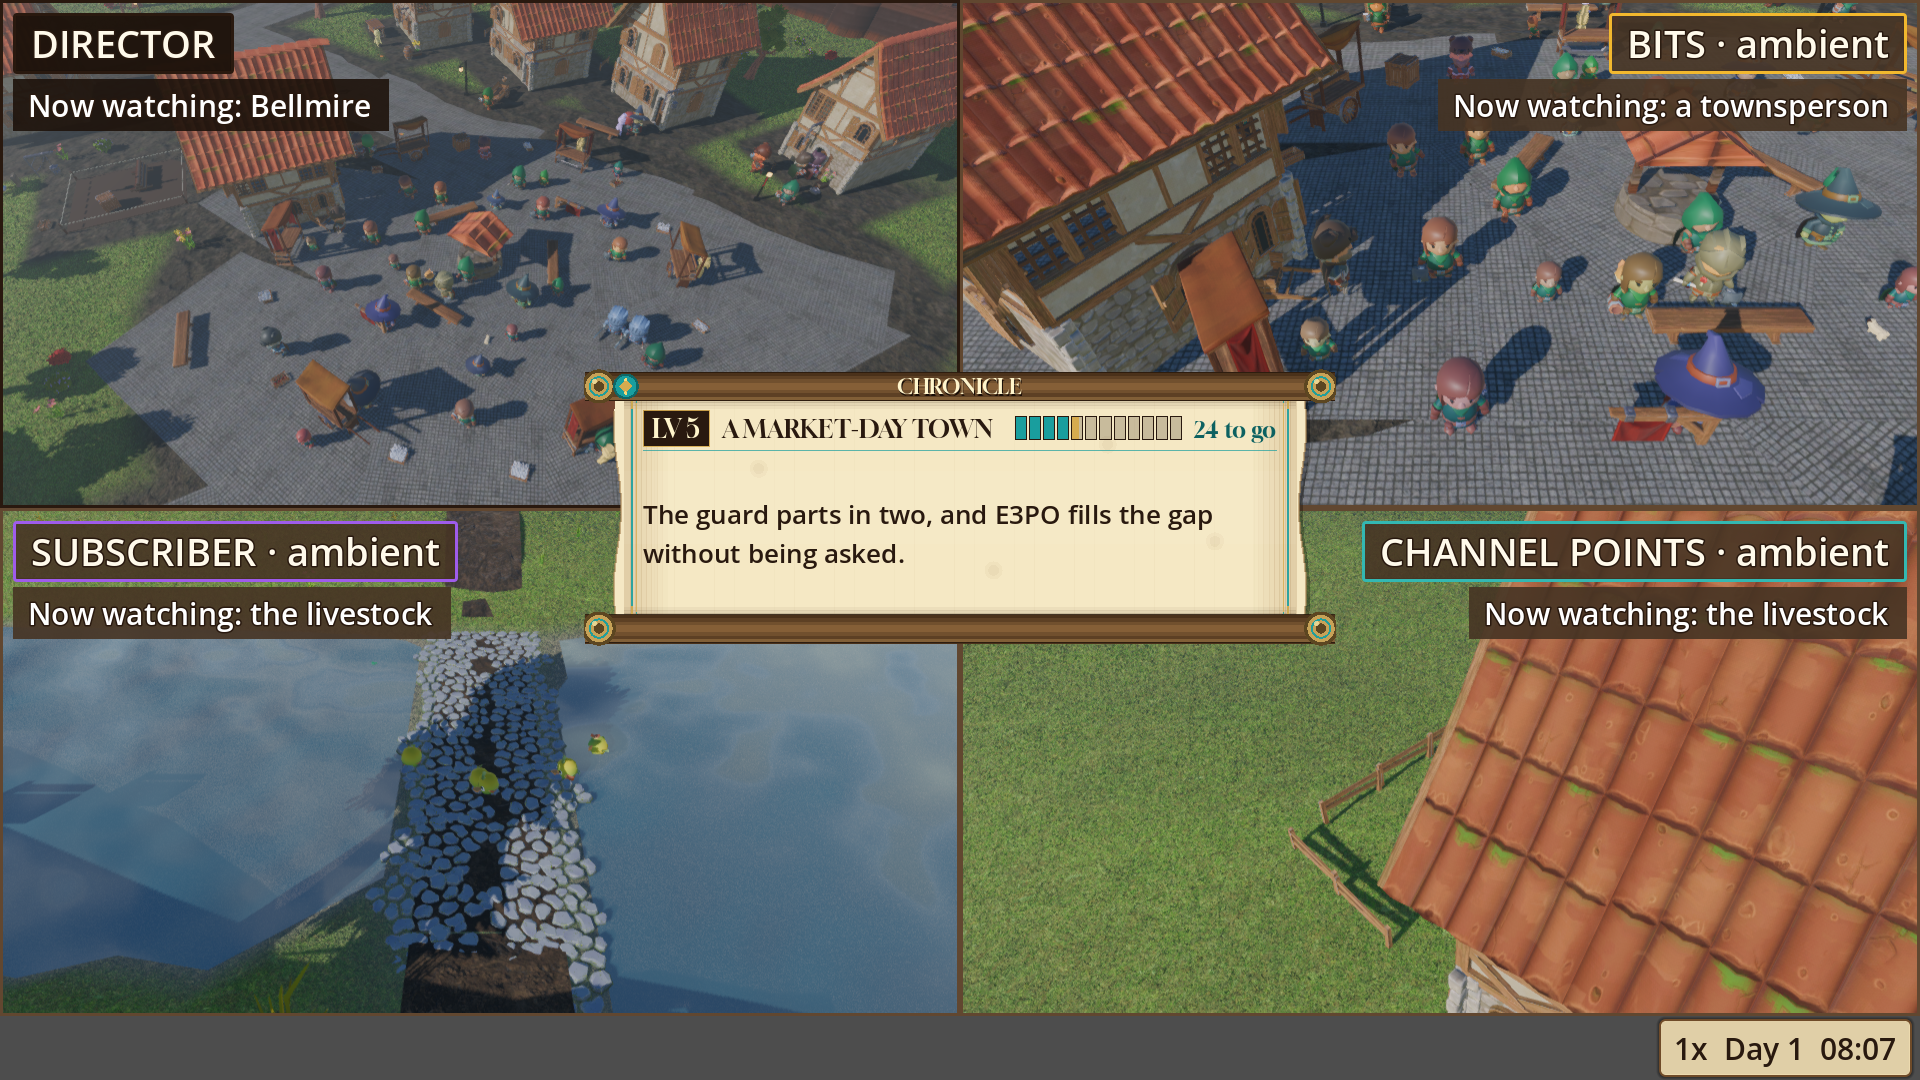 DIRECTOR
Now watching: Bellmire
BITS · ambient
Now watching: a townsperson
CHRONICLE
LV 5 A MARKET-DAY TOWN 24 to go
The guard parts in two, and E3PO fills the gap
without being asked.
SUBSCRIBER · ambient
Now watching: the livestock
CHANNEL POINTS · ambient
Now watching: the livestock
1x Day 1 08:07